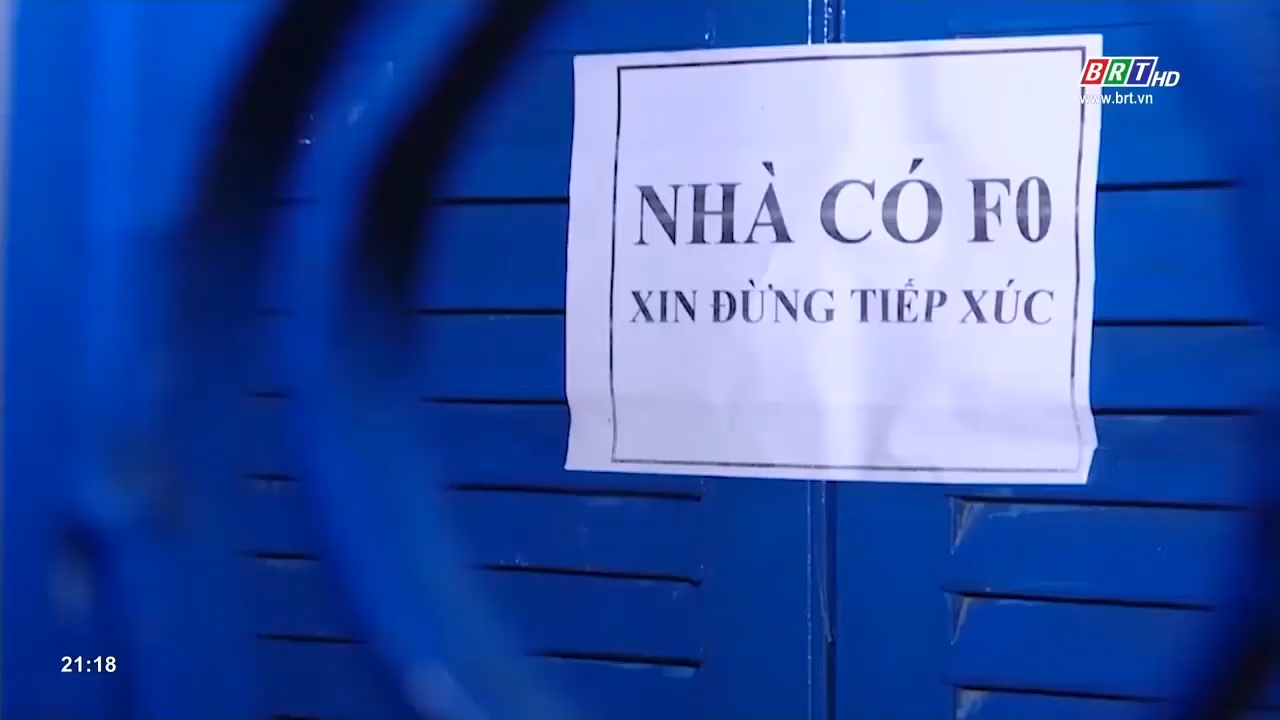 BRT HD
www.brt.vn
NHÀ CÓ F0
XIN ĐỪNG TIẾP XÚC
21:18